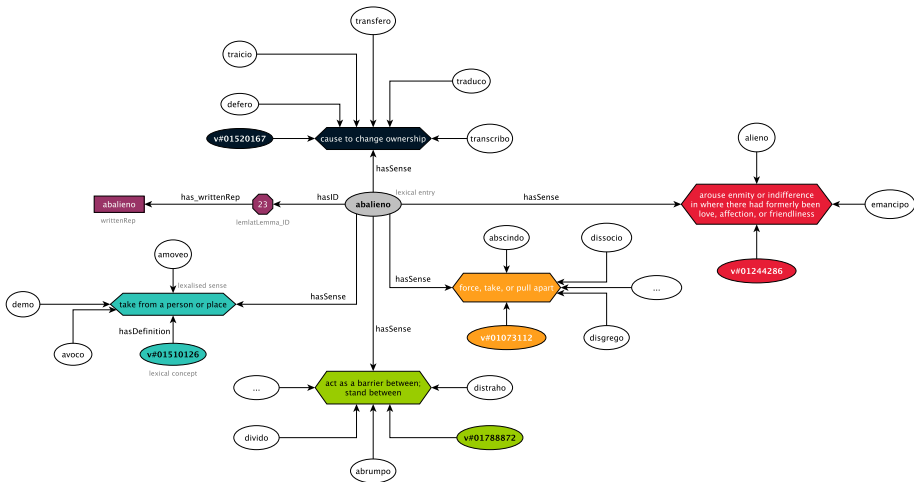 transfero
traicio
traduco
defero
v#01520167
cause to change ownership
transcribo
alieno
hasSense
lexical entry
has_writtenRep
hasID
hasSense
abalieno
23
abalieno
writtenRep
lemlatLemma_ID
arouse enmity or indifference
in where there had formerly been
love, affection, or friendliness
emancipo
abscindo
dissocio
amoveo
v#01244286
hasSense
lexalised sense
force, take, or pull apart
...
demo
take from a person or place
hasSense
hasDefinition
hasSense
v#01073112
disgrego
avoco
v#01510126
lexical concept
...
act as a barrier between;
stand between
distraho
divido
v#01788872
abrumpo